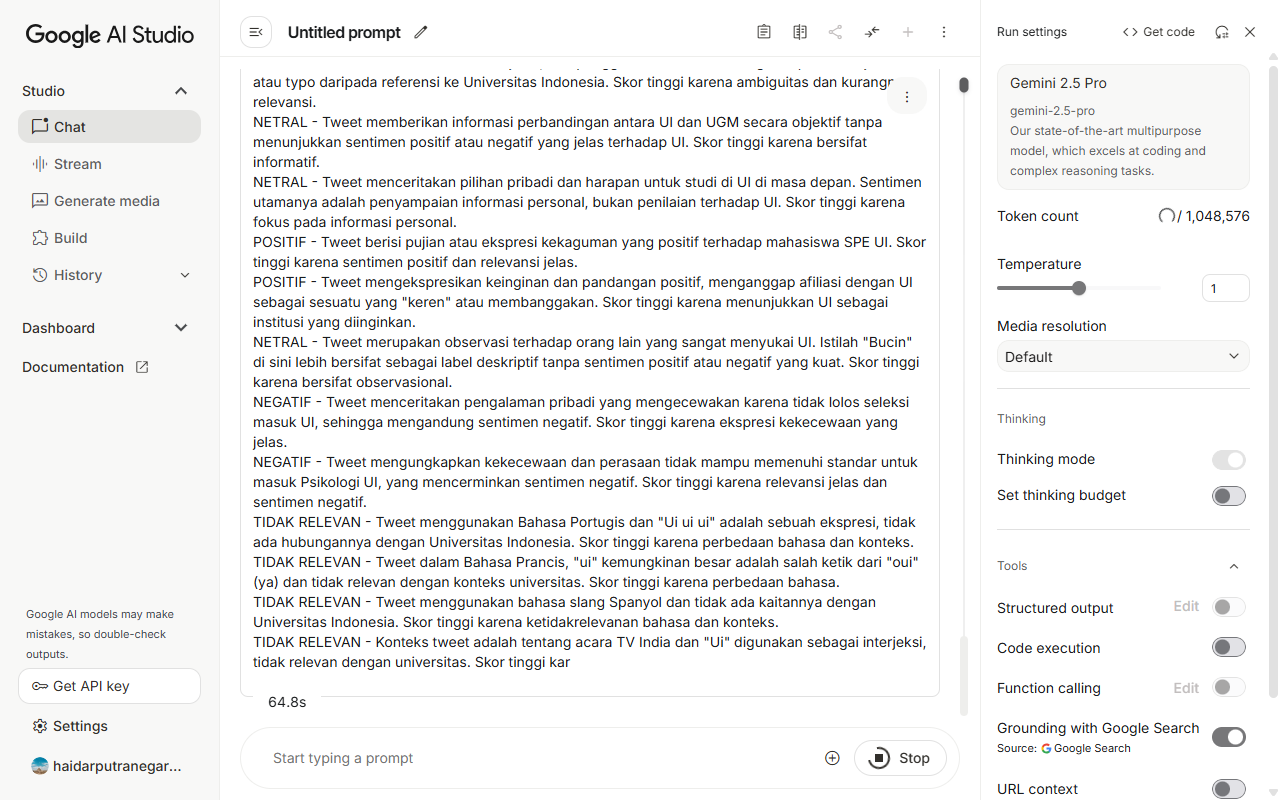 Google AI Studio
Studio
Chat
Stream
Generate media
Build
History
Dashboard
Documentation
Google AI models may make
mistakes, so double-check
outputs.
Get API key
Settings
haidarputranegar...
Untitled prompt
atau typo daripada referensi ke Universitas Indonesia. Skor tinggi karena ambiguitas dan
relevansi.
NETRAL - Tweet memberikan informasi perbandingan antara UI dan UGM secara objektif tanpa
menunjukkan sentimen positif atau negatif yang jelas terhadap UI. Skor tinggi karena bersifat
informatif.
NETRAL - Tweet menceritakan pilihan pribadi dan harapan untuk studi di UI di masa depan. Sentimen
utamanya adalah penyampaian informasi personal, bukan penilaian terhadap UI. Skor tinggi karena
fokus pada informasi personal.
POSITIF - Tweet berisi pujian atau ekspresi kekaguman yang positif terhadap mahasiswa SPE UI. Skor
tinggi karena sentimen positif dan relevansi jelas.
POSITIF - Tweet mengekspresikan keinginan dan pandangan positif, menganggap afiliasi dengan UI
sebagai sesuatu yang "keren" atau membanggakan. Skor tinggi karena menunjukkan UI sebagai
institusi yang diinginkan.
NETRAL - Tweet merupakan observasi terhadap orang lain yang sangat menyukai UI. Istilah "Bucin"
di sini lebih bersifat sebagai label deskriptif tanpa sentimen positif atau negatif yang kuat. Skor tinggi
karena bersifat observasional.
NEGATIF - Tweet menceritakan pengalaman pribadi yang mengecewakan karena tidak lolos seleksi
masuk UI, sehingga mengandung sentimen negatif. Skor tinggi karena ekspresi kekecewaan yang
jelas.
NEGATIF - Tweet mengungkapkan kekecewaan dan perasaan tidak mampu memenuhi standar untuk
masuk Psikologi UI, yang mencerminkan sentimen negatif. Skor tinggi karena relevansi jelas dan
sentimen negatif.
TIDAK RELEVAN - Tweet menggunakan Bahasa Portugis dan "Ui ui ui" adalah sebuah ekspresi, tidak
ada hubungannya dengan Universitas Indonesia. Skor tinggi karena perbedaan bahasa dan konteks.
TIDAK RELEVAN - Tweet dalam Bahasa Prancis, "ui" kemungkinan besar adalah salah ketik dari "oui"
(ya) dan tidak relevan dengan konteks universitas. Skor tinggi karena perbedaan bahasa.
TIDAK RELEVAN - Tweet menggunakan bahasa slang Spanyol dan tidak ada kaitannya dengan
Universitas Indonesia. Skor tinggi karena ketidakrelevanan bahasa dan konteks.
TIDAK RELEVAN - Konteks tweet adalah tentang acara TV India dan "Ui" digunakan sebagai interjeksi,
tidak relevan dengan universitas. Skor tinggi kar
64.8s
Start typing a prompt
Stop
Run settings
Get code
Gemini 2.5 Pro
gemini-2.5-pro
Our state-of-the-art multipurpose
model, which excels at coding and
complex reasoning tasks.
Token count / 1,048,576
Temperature
1
Media resolution
Default
Thinking
Thinking mode
Set thinking budget
Tools
Structured output Edit
Code execution
Function calling Edit
Grounding with Google Search
Source: Google Search
URL context